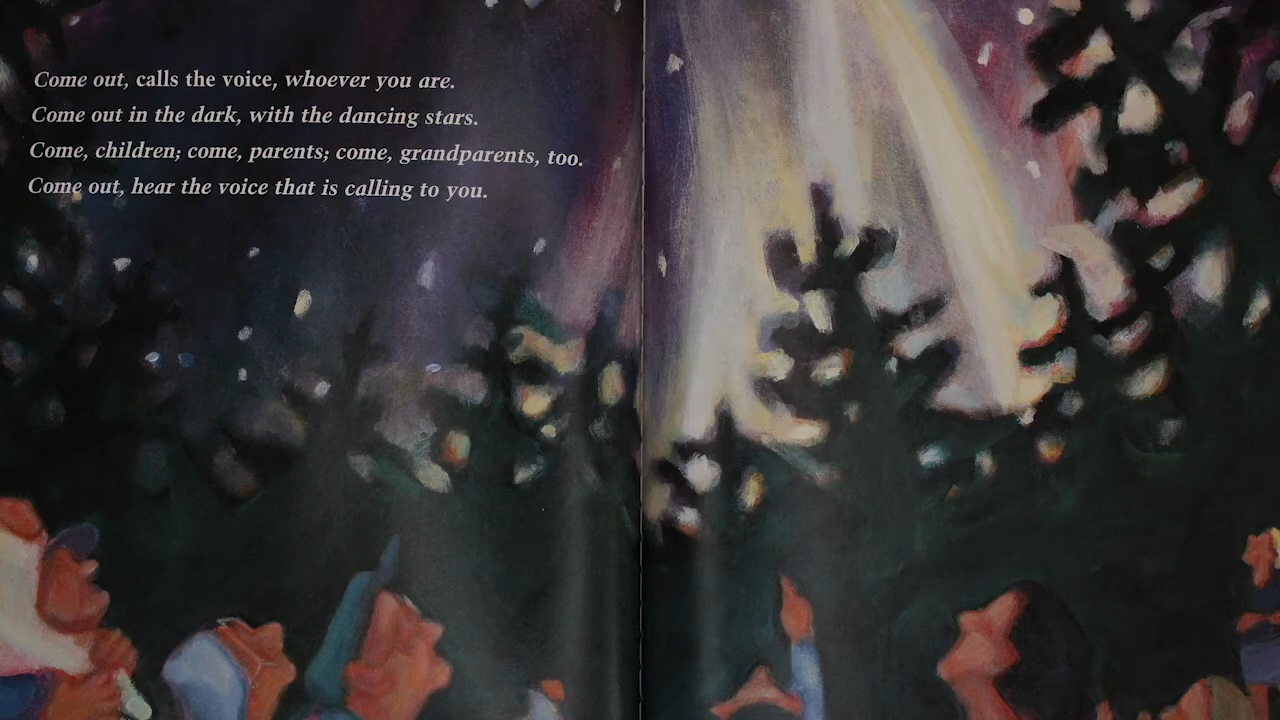 Come out, calls the voice, whoever you are.
Come out in the dark, with the dancing stars.
Come, children; come, parents; come, grandparents, too.
Come out, hear the voice that is calling to you.